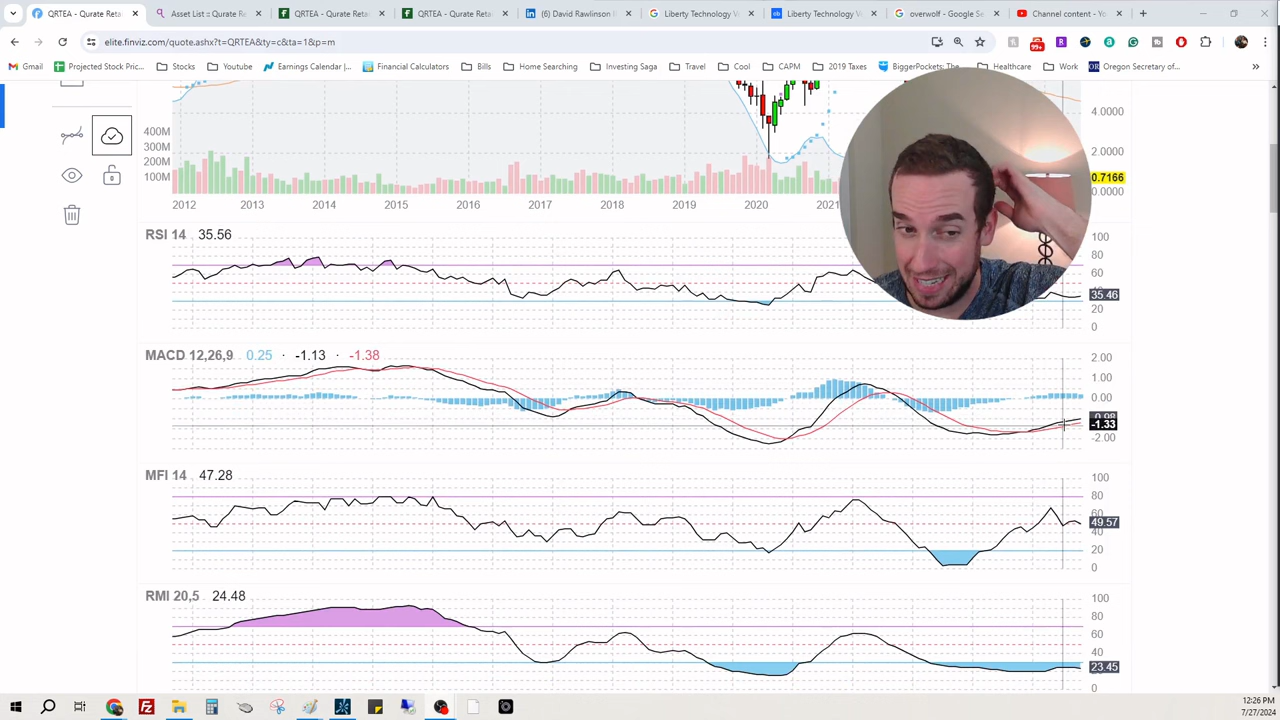 QRTEA - Qurate Reta
Asset List :: Qurate Re
QRTEA - Qurate Reta
QRTEA - Qurate Reta
(6) David Rawlinson I
Liberty Technology V
Liberty Technology V
overwolf - Google Se
Channel content - Yo
elite.finviz.com/quote.ashx?t=QRTEA&ty=c&ta=1&p=m
99+
Gmail
Projected Stock Pric...
Stocks
Youtube
Earnings Calendar |...
Financial Calculators
Bills
Home Searching
Investing Saga
Travel
Cool
CAPM
2019 Taxes
BiggerPockets: The
Healthcare
Work
Oregon Secretary of...
400M
300M
200M
100M
4.0000
2.0000
0.7166
0.0000
2012 2013 2014 2015 2016 2017 2018 2019 2020 2021
RSI 14 35.56
100
80
60
35.46
20
0
MACD 12,26,9 0.25 · -1.13 · -1.38
2.00
1.00
0.00
-1.33
-2.00
MFI 14 47.28
100
80
60
49.57
40
20
0
RMI 20,5 24.48
100
80
60
40
23.45
0
12:26 PM
7/27/2024